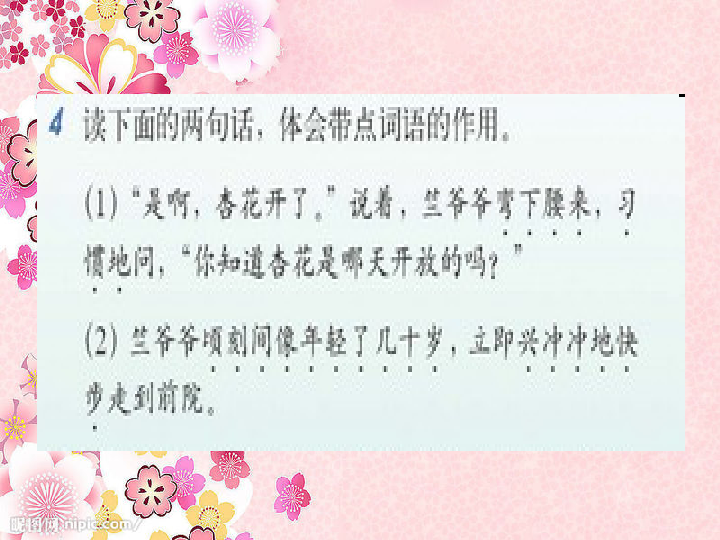 4 读下面的两句话，体会带点词语的作用。
(1)“是啊，杏花开了。”说着，竺爷爷弯下腰来，习
惯地问，“你知道杏花是哪天开放的吗？”
(2) 竺爷爷顷刻间像年轻了几十岁，立即兴冲冲地快
步走到前院。
昵图网 nipic.com/